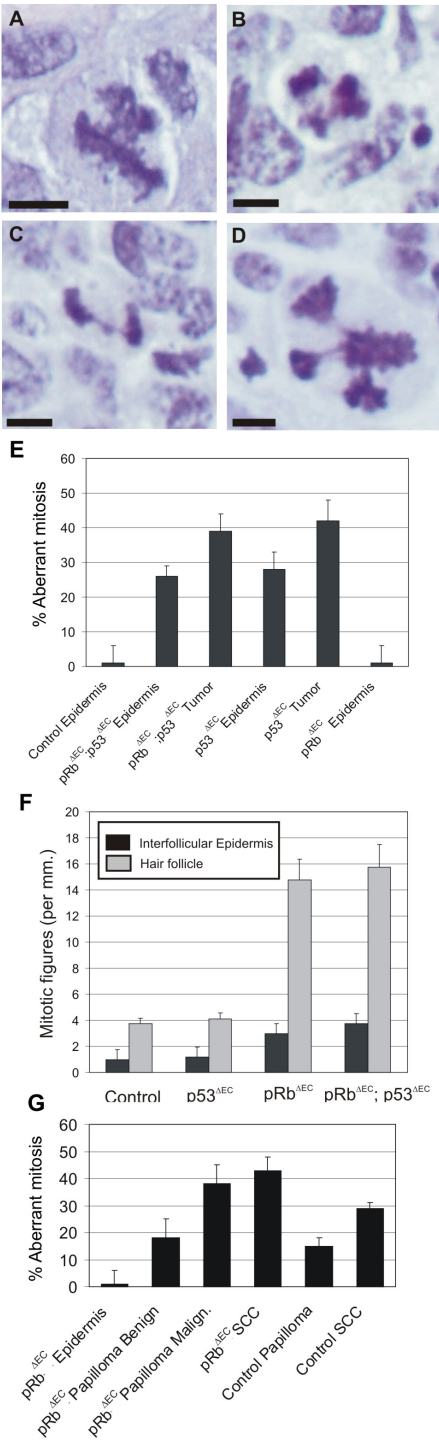 A
B
C
D
E
60
50
40
30
20
10
0
% Aberrant mitosis
Control Epidermis
pRb^ΔEC;p53^ΔEC Epidermis
pRb^ΔEC;p53^ΔEC Tumor
p53^ΔEC Epidermis
p53^ΔEC Tumor
pRb^ΔEC Epidermis
F
20
18
16
14
12
10
8
6
4
2
0
Mitotic figures (per mm.)
Interfollicular Epidermis
Hair follicle
Control p53^ΔEC pRb^ΔEC pRb^ΔEC; p53^ΔEC
G
60
50
40
30
20
10
0
% Aberrant mitosis
pRb^ΔEC Epidermis
pRb^ΔEC Papilloma Benign
pRb^ΔEC Papilloma Malign.
pRb^ΔEC SCC
Control Papilloma
Control SCC